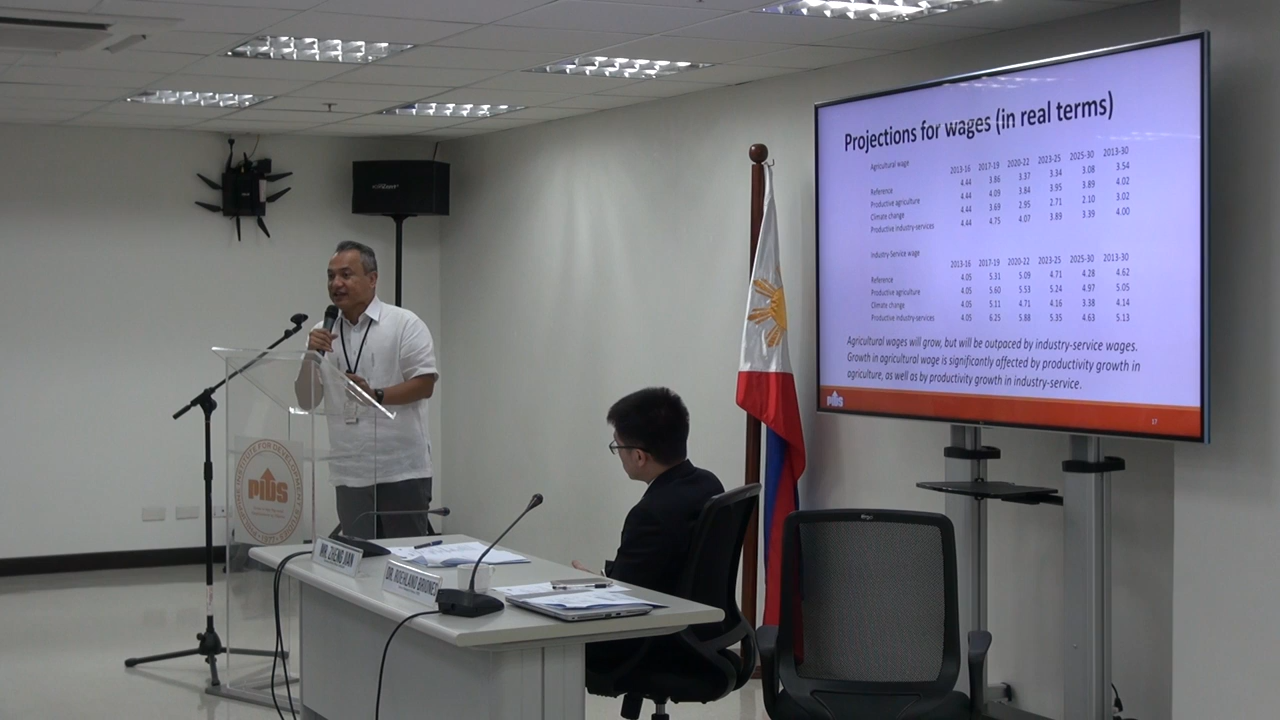 Projections for wages (in real terms)
Agricultural wage
2013-16 2017-19 2020-22 2023-25 2025-30 2013-30
Reference 4.44 3.86 3.37 3.34 3.08 3.54
Productive agriculture 4.44 4.09 3.84 3.95 3.89 4.02
Climate change 4.44 3.69 2.95 2.71 2.10 3.02
Productive industry-services 4.44 4.75 4.07 3.89 3.39 4.00
Industry-Service wage
2013-16 2017-19 2020-22 2023-25 2025-30 2013-30
Reference 4.05 5.31 5.09 4.71 4.28 4.62
Productive agriculture 4.05 5.60 5.53 5.24 4.97 5.05
Climate change 4.05 5.11 4.71 4.16 3.38 4.14
Productive industry-services 4.05 6.25 5.88 5.35 4.63 5.13
Agricultural wages will grow, but will be outpaced by industry-service wages.
Growth in agricultural wage is significantly affected by productivity growth in
agriculture, as well as by productivity growth in industry-service.
PIDS
17
PHILIPPINE INSTITUTE FOR DEVELOPMENT STUDIES
PIDS
1977
MR. ZHENG JIAN
DR. ROEHLANO BRIONES